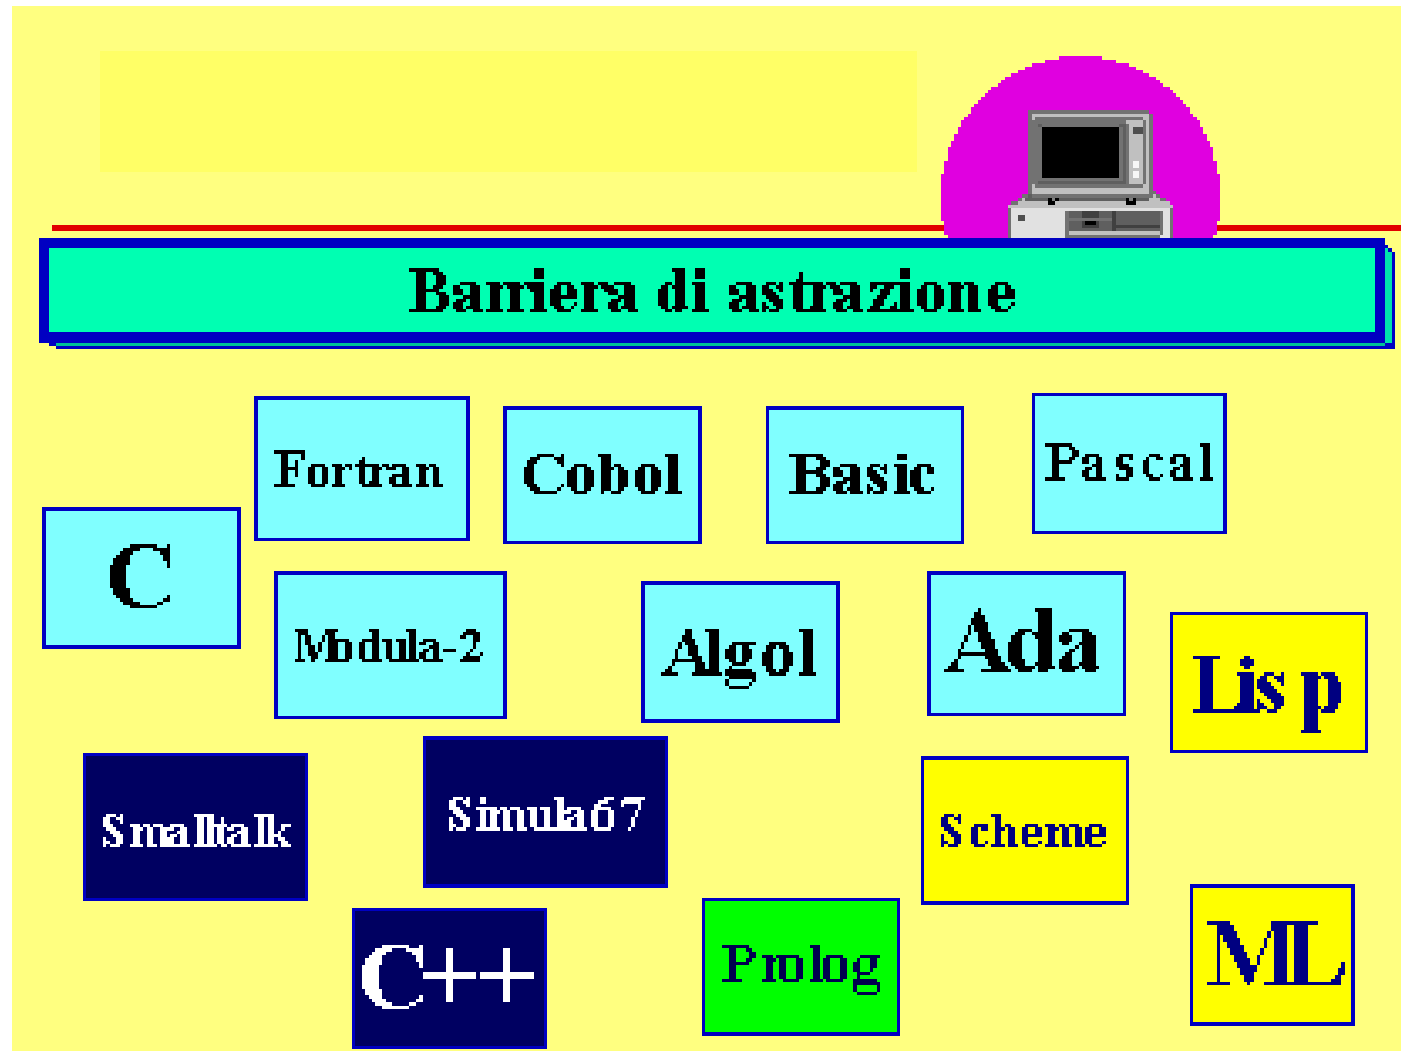 Barriera di astrazione
Fortran
Cobol
Basic
Pascal
C
Modula-2
Algol
Ada
Lisp
Smalltalk
Simula67
Scheme
C++
Prolog
ML